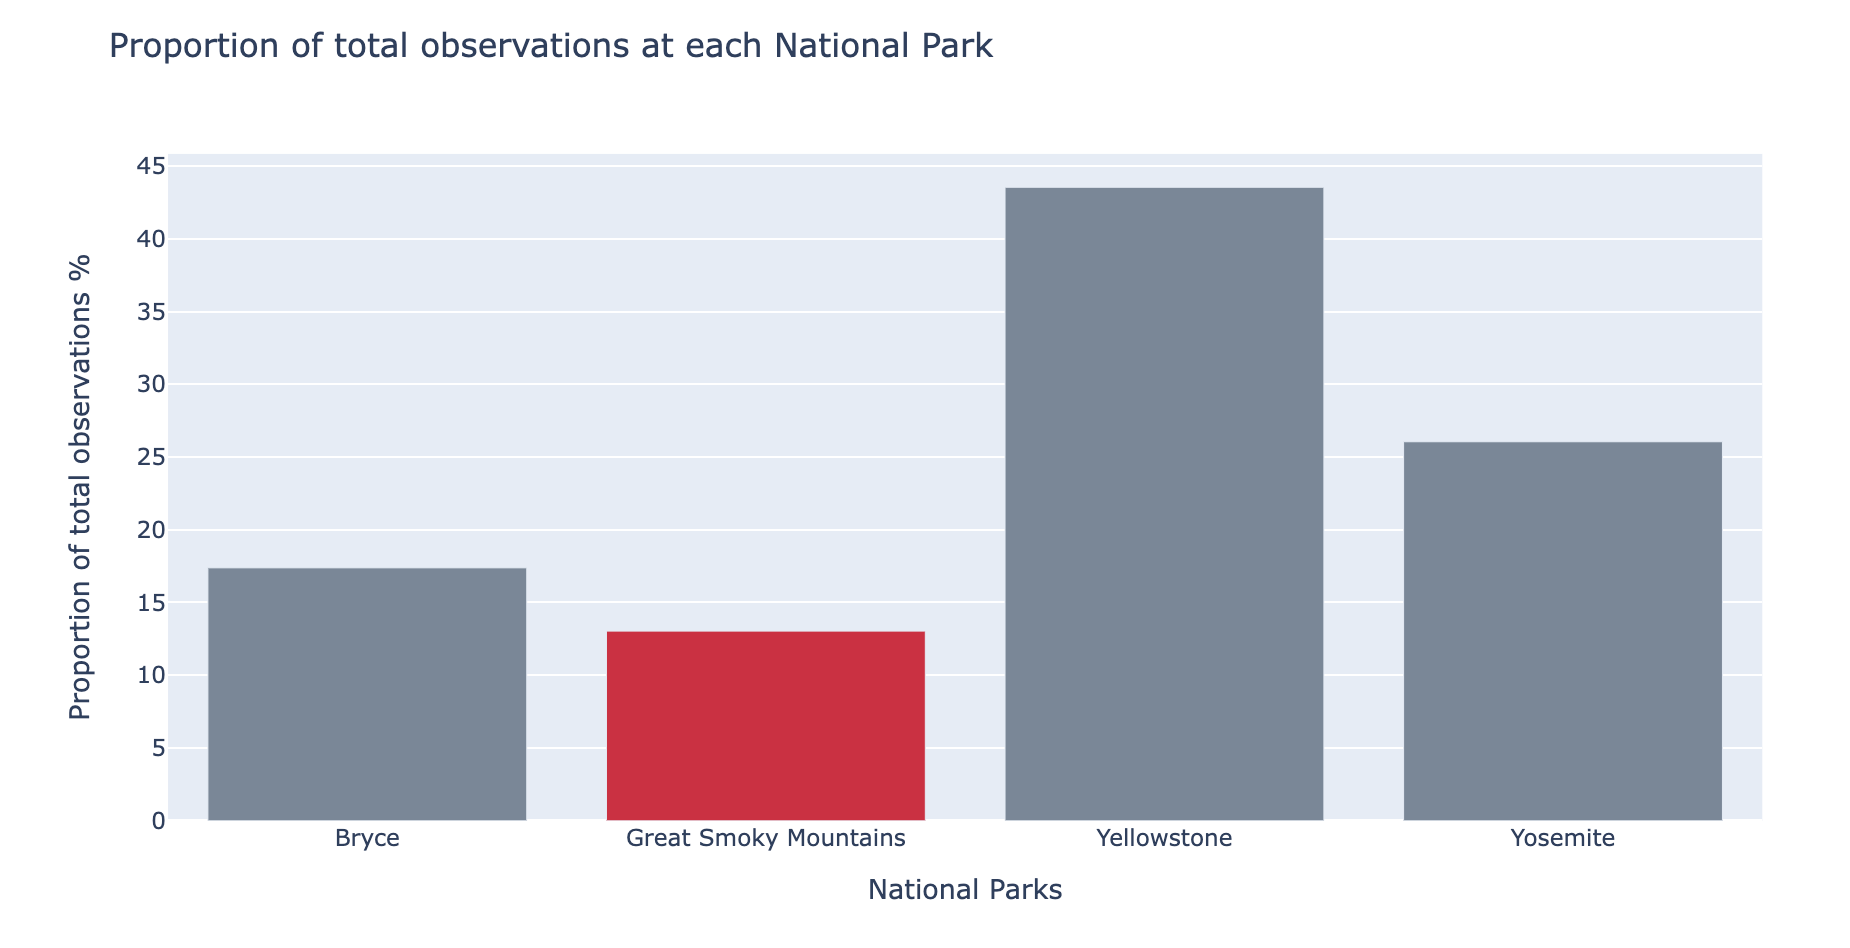 Proportion of total observations at each National Park
Proportion of total observations %
45
40
35
30
25
20
15
10
5
0
Bryce Great Smoky Mountains Yellowstone Yosemite
National Parks